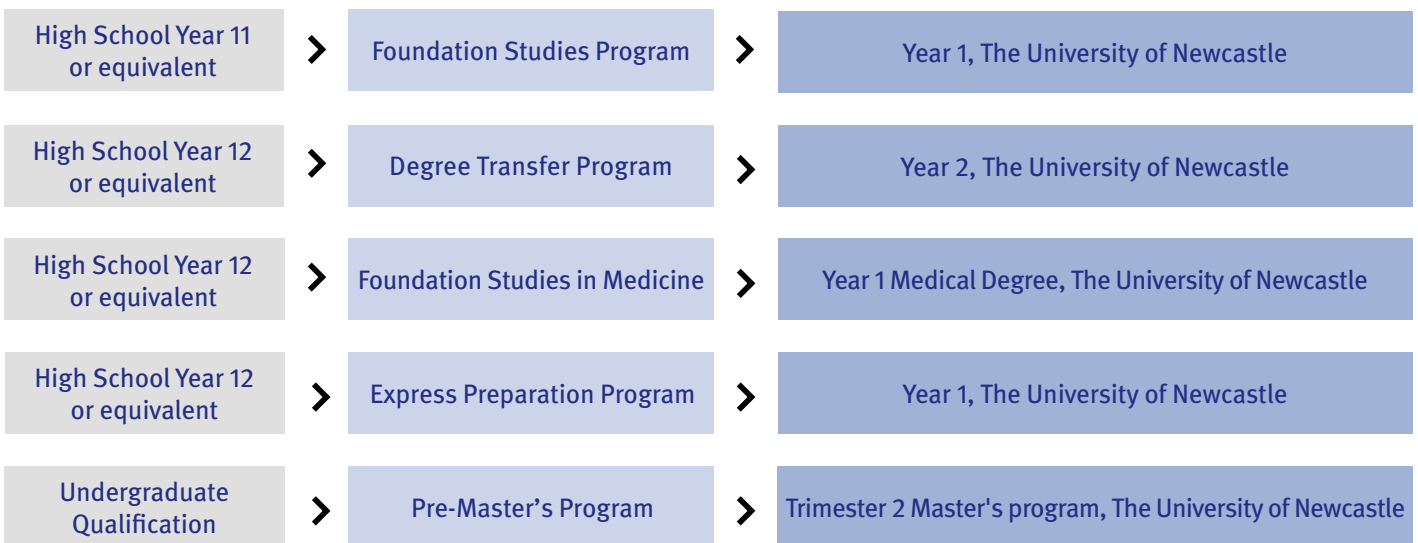 High School Year 11
or equivalent
Foundation Studies Program
Year 1, The University of Newcastle
High School Year 12
or equivalent
Degree Transfer Program
Year 2, The University of Newcastle
High School Year 12
or equivalent
Foundation Studies in Medicine
Year 1 Medical Degree, The University of Newcastle
High School Year 12
or equivalent
Express Preparation Program
Year 1, The University of Newcastle
Undergraduate
Qualification
Pre-Master’s Program
Trimester 2 Master's program, The University of Newcastle